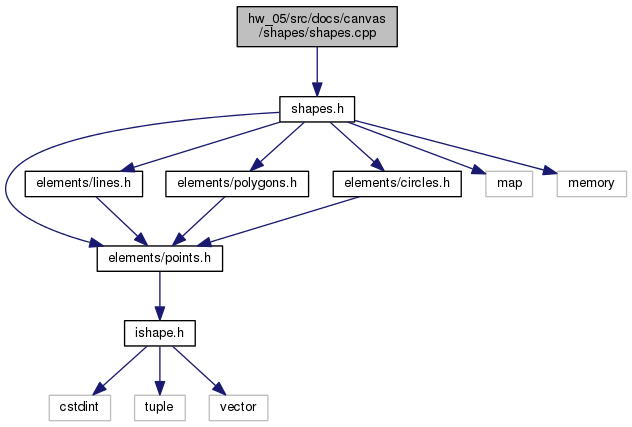 hw_05/src/docs/canvas
/shapes/shapes.cpp
shapes.h
elements/lines.h
elements/polygons.h
elements/circles.h
map
memory
elements/points.h
ishape.h
cstdint
tuple
vector